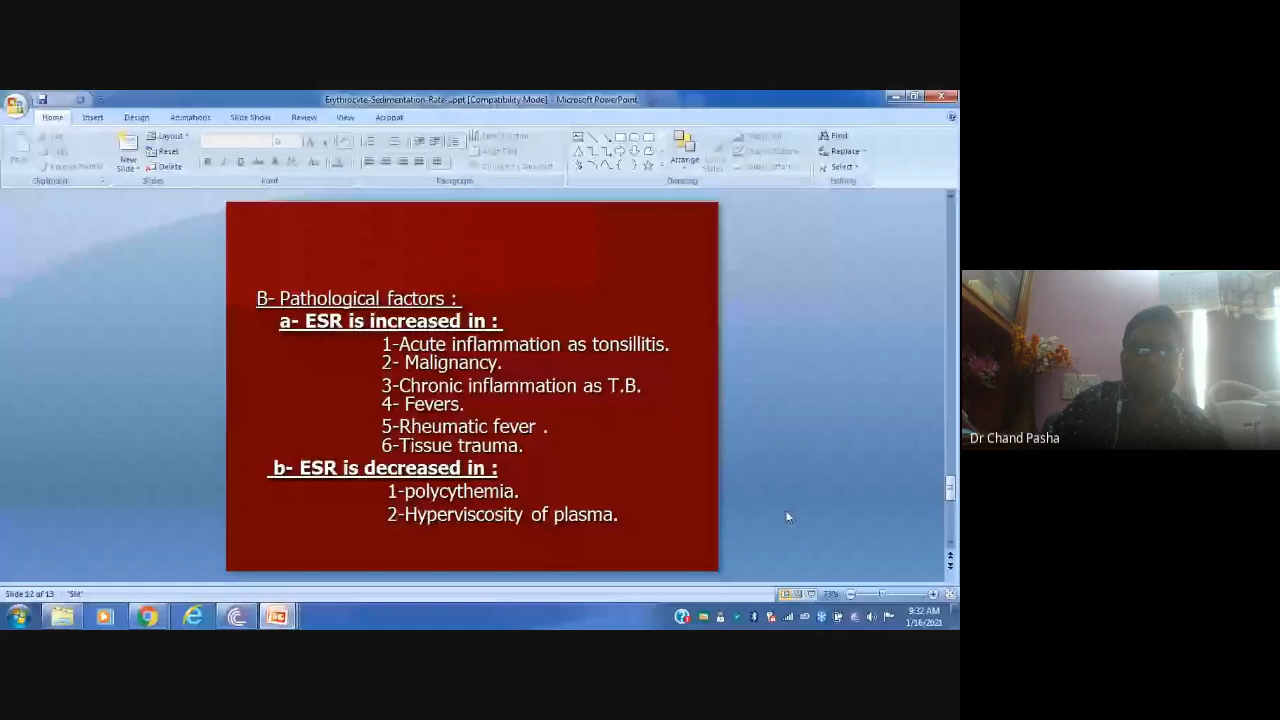 Erythrocyte-Sedimentation-Rate-..ppt [Compatibility Mode] - Microsoft PowerPoint
Home Insert Design Animations Slide Show Review View Acrobat
Layout
Reset
Delete
New
Slide
Slides
Font
Paragraph
Arrange
Drawing
Find
Replace
Select
Editing
B- Pathological factors :
a- ESR is increased in :
1-Acute inflammation as tonsillitis.
2- Malignancy.
3-Chronic inflammation as T.B.
4- Fevers.
5-Rheumatic fever .
6-Tissue trauma.
b- ESR is decreased in :
1-polycythemia.
2-Hyperviscosity of plasma.
Slide 12 of 13 "Slit"
73%
9:32 AM
1/16/2021
Dr Chand Pasha